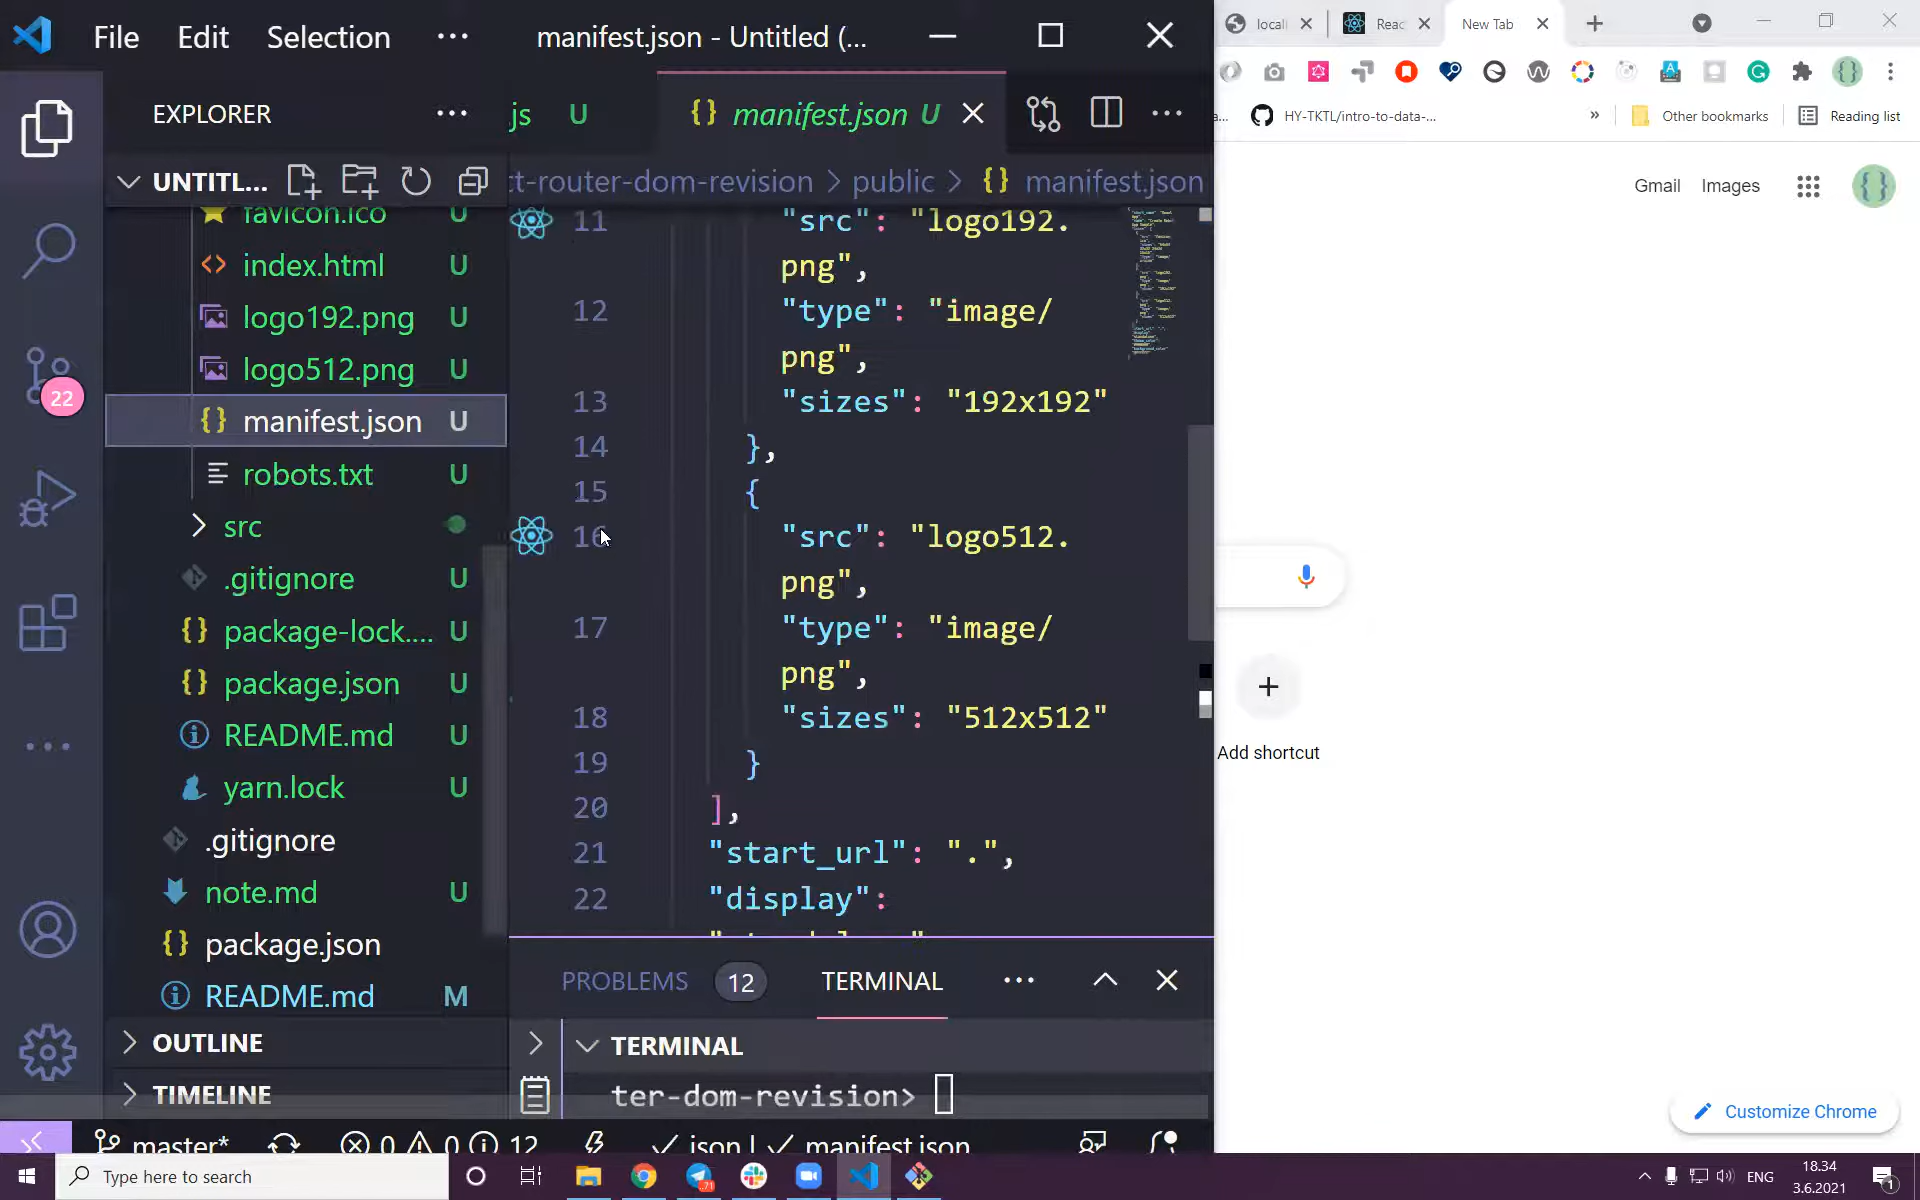 File Edit Selection ··· manifest.json - Untitled (...
EXPLORER
UNTITL...
favicon.ico U
index.html U
logo192.png U
logo512.png U
manifest.json U
robots.txt U
src
.gitignore U
package-lock.... U
package.json U
README.md U
yarn.lock U
.gitignore
note.md U
package.json
README.md M
OUTLINE
TIMELINE
22
js U
{} manifest.json U
ct-router-dom-revision > public > {} manifest.json
11 "src": "logo192.
png",
12 "type": "image/
png",
13 "sizes": "192x192"
14 },
15 {
16 "src": "logo512.
png",
17 "type": "image/
png",
18 "sizes": "512x512"
19 }
20 ],
21 "start_url": ".",
22 "display":
PROBLEMS 12 TERMINAL ···
TERMINAL
ter-dom-revision>
master* 0 0 12 json | manifest.json
locali Reac New Tab
HY-TKTL/intro-to-data-... » Other bookmarks Reading list
Gmail Images
Add shortcut
Customize Chrome
Type here to search
ENG 18.34
3.6.2021